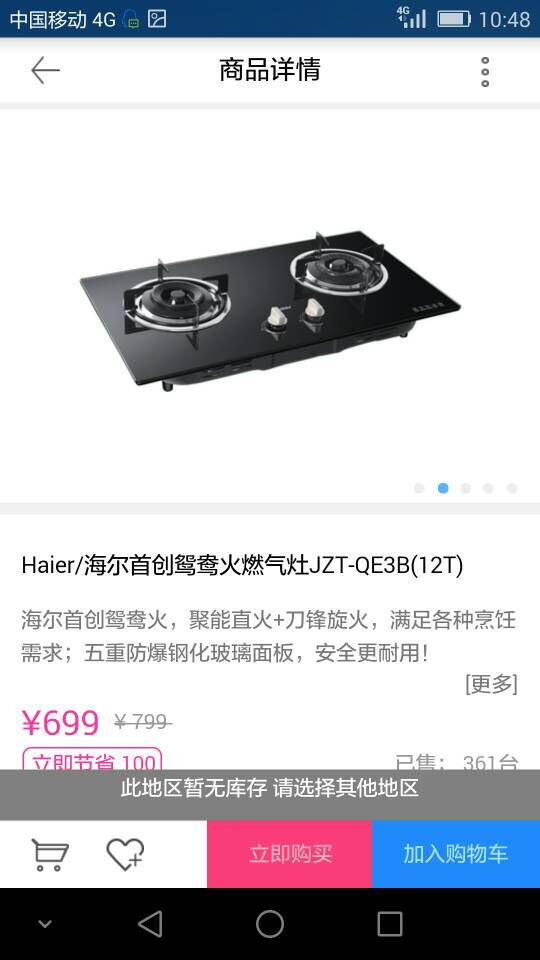 中国移动 4G
4G
10:48
商品详情
Haier/海尔首创鸳鸯火燃气灶JZT-QE3B(12T)
海尔首创鸳鸯火，聚能直火+刀锋旋火，满足各种烹饪
需求；五重防爆钢化玻璃面板，安全更耐用！
[更多]
¥699 ¥799
立即节省 100 已售： 361台
此地区暂无库存 请选择其他地区
立即购买 加入购物车